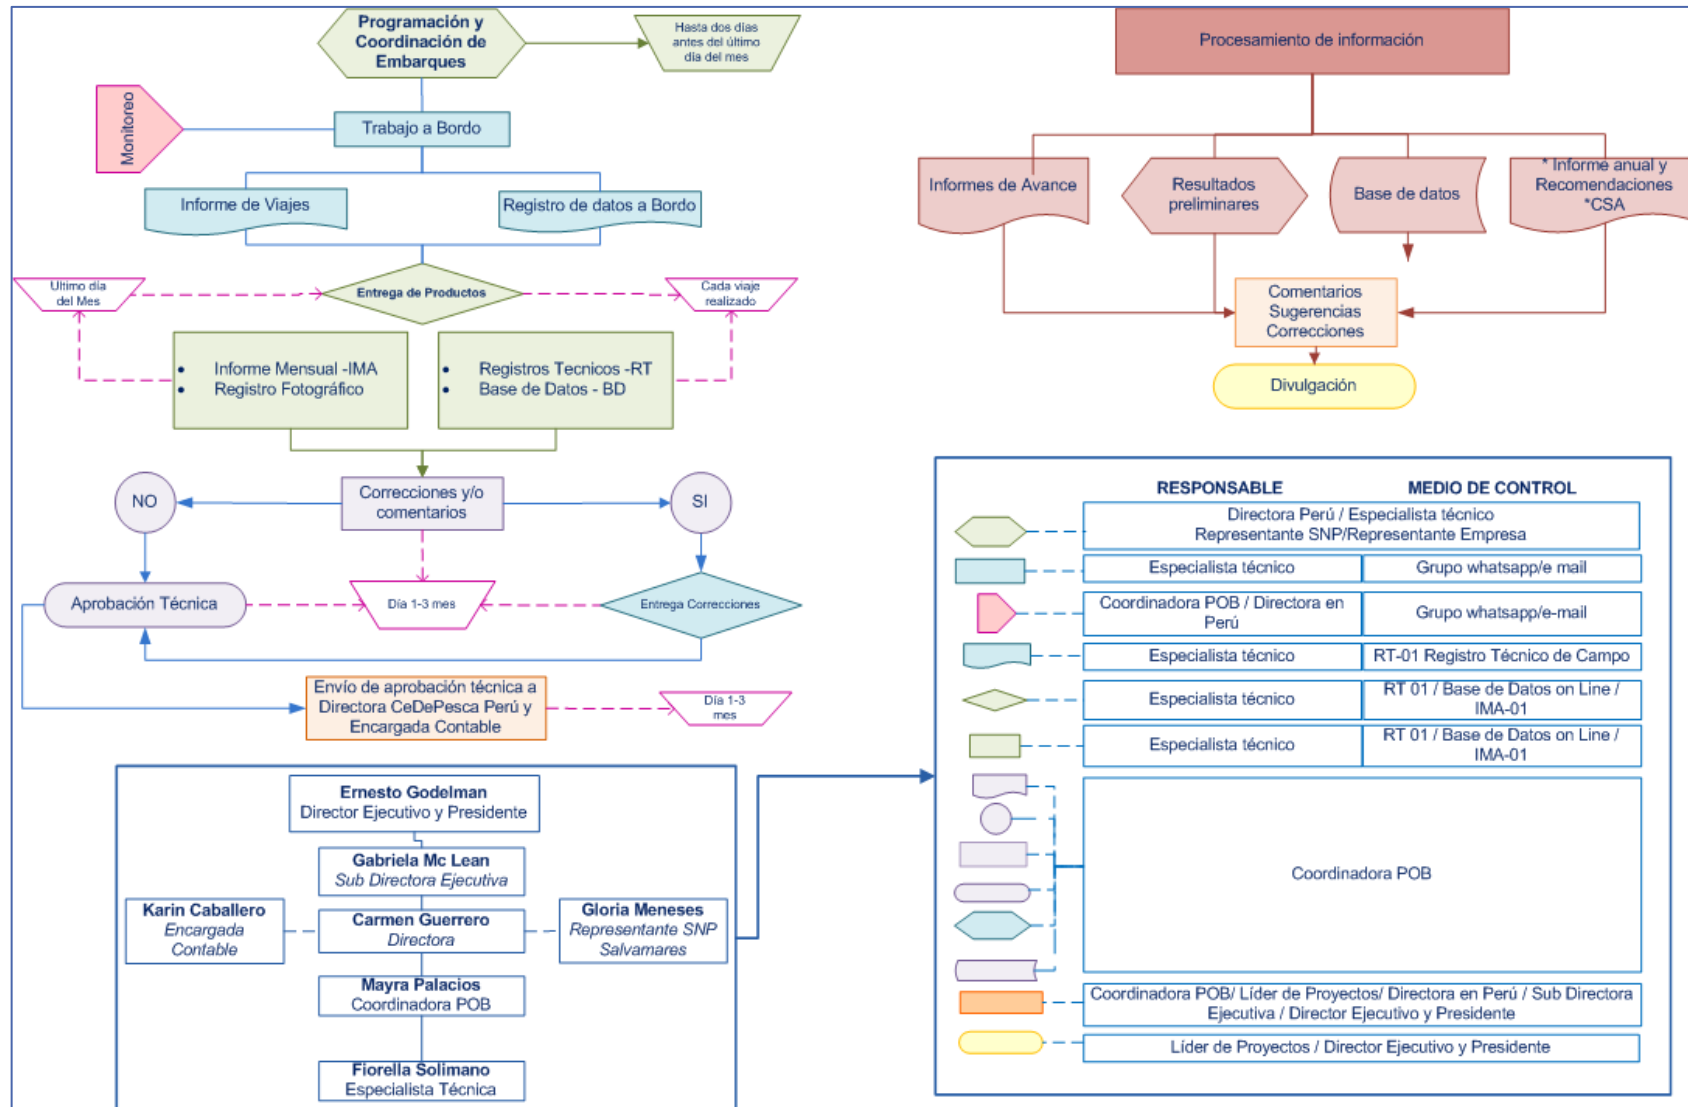 Programación y
Coordinación de
Embarques
Hasta dos días
antes del último
día del mes
Monitoreo
Trabajo a Bordo
Informe de Viajes
Registro de datos a Bordo
Ultimo día
del Mes
Entrega de Productos
Cada viaje
realizado
• Informe Mensual -IMA
• Registro Fotográfico
• Registros Tecnicos -RT
• Base de Datos - BD
NO
Correcciones y/o
comentarios
SI
Aprobación Técnica
Día 1-3 mes
Entrega Correcciones
Envío de aprobación técnica a
Directora CeDePesca Perú y
Encargada Contable
Día 1-3
mes
Ernesto Godelman
Director Ejecutivo y Presidente
Gabriela Mc Lean
Sub Directora Ejecutiva
Karin Caballero
Encargada
Contable
Carmen Guerrero
Directora
Gloria Meneses
Representante SNP
Salvamares
Mayra Palacios
Coordinadora POB
Fiorella Solimano
Especialista Técnica
Procesamiento de información
Informes de Avance
Resultados
preliminares
Base de datos
* Informe anual y
Recomendaciones
*CSA
Comentarios
Sugerencias
Correcciones
Divulgación
RESPONSABLE
MEDIO DE CONTROL
Directora Perú / Especialista técnico
Representante SNP/Representante Empresa
Especialista técnico
Grupo whatsapp/e mail
Coordinadora POB / Directora en
Perú
Grupo whatsapp/e-mail
Especialista técnico
RT-01 Registro Técnico de Campo
Especialista técnico
RT 01 / Base de Datos on Line /
IMA-01
Especialista técnico
RT 01 / Base de Datos on Line /
IMA-01
Coordinadora POB
Coordinadora POB/ Líder de Proyectos/ Directora en Perú / Sub Directora
Ejecutiva / Director Ejecutivo y Presidente
Líder de Proyectos / Director Ejecutivo y Presidente